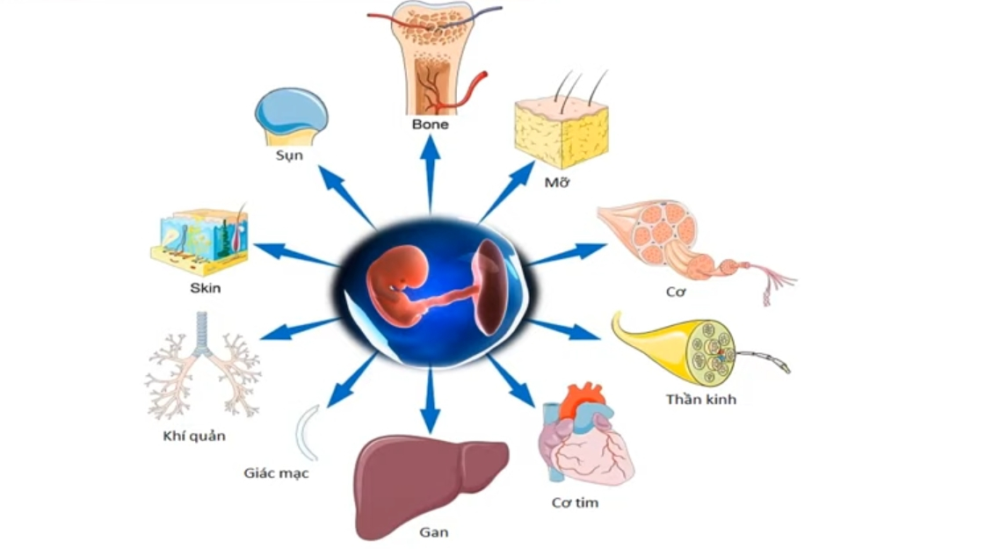 Bone
Sụn
Mỡ
Skin
Cơ
Thần kinh
Khí quản
Giác mạc
Cơ tim
Gan